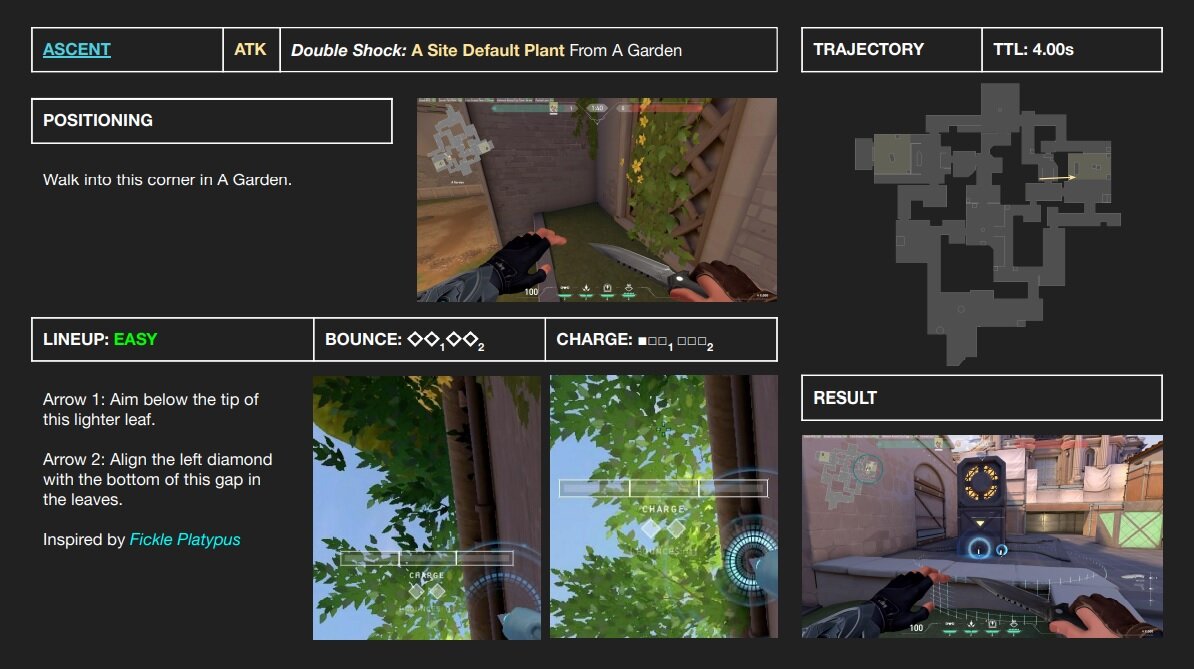 ASCENT
ATK
Double Shock: A Site Default Plant From A Garden
TRAJECTORY
TTL: 4.00s
POSITIONING
Walk into this corner in A Garden.
1:40
100
LINEUP: EASY
BOUNCE: ◇◇1◇◇2
CHARGE: ■□□1 □□□2
Arrow 1: Aim below the tip of
this lighter leaf.
Arrow 2: Align the left diamond
with the bottom of this gap in
the leaves.
Inspired by Fickle Platypus
CHARGE
CHARGE
RESULT
100